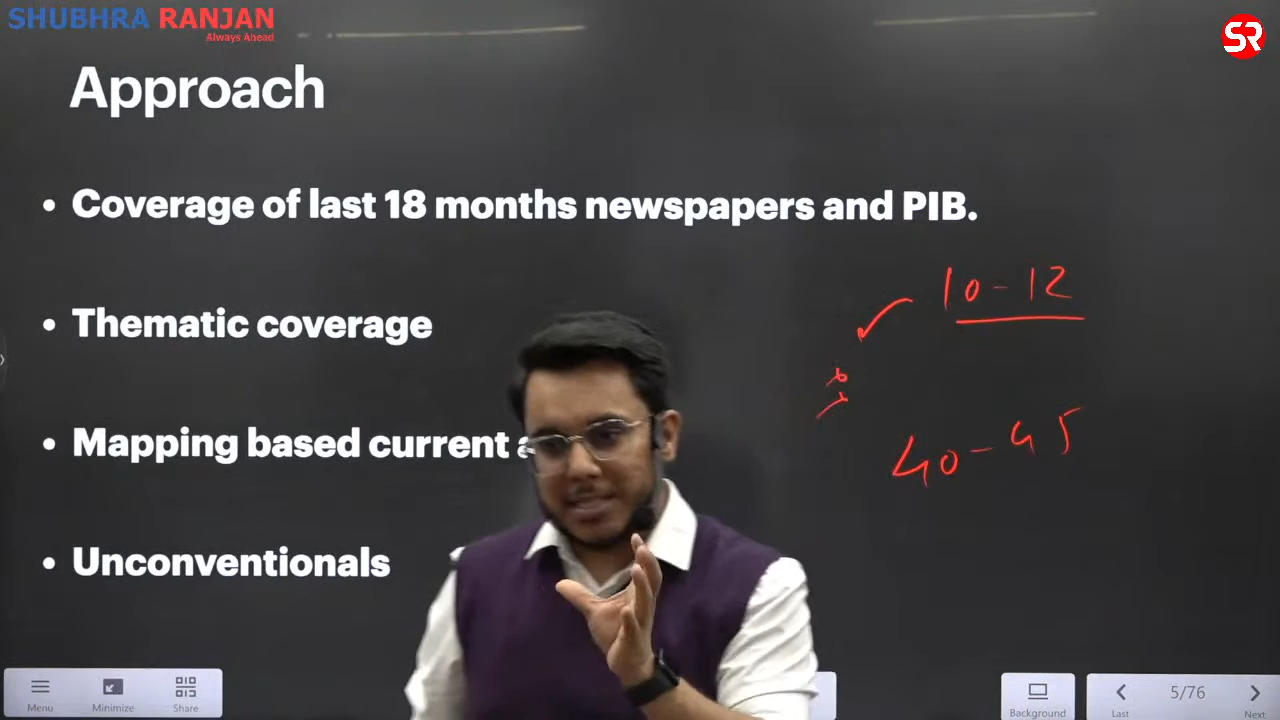 SHUBHRA RANJAN
Always Ahead
SR
Approach
• Coverage of last 18 months newspapers and PIB.
10-12
• Thematic coverage
• Mapping based current
40-45
• Unconventionals
Menu
Minimize
Share
Background
Last
5/76
Next